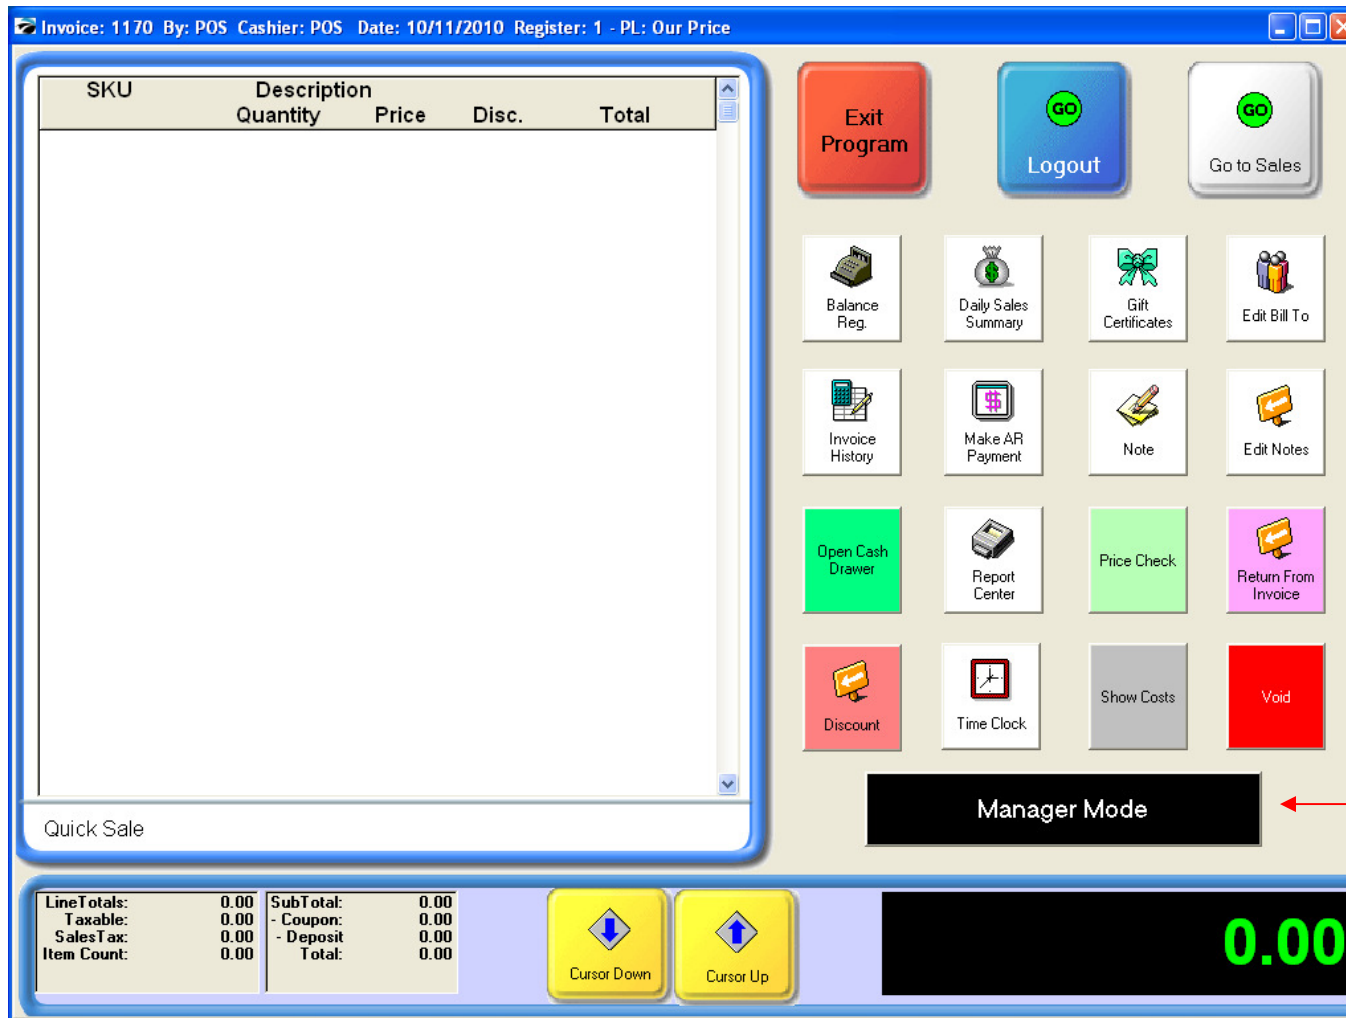 Invoice: 1170 By: POS Cashier: POS Date: 10/11/2010 Register: 1 - PL: Our Price
SKU Description
Quantity Price Disc. Total
Exit
Program
GO
Logout
GO
Go to Sales
Balance
Reg.
Daily Sales
Summary
Gift
Certificates
Edit Bill To
Invoice
History
Make AR
Payment
Note
Edit Notes
Open Cash
Drawer
Report
Center
Price Check
Return From
Invoice
Discount
Time Clock
Show Costs
Void
Manager Mode
Quick Sale
LineTotals: 0.00
Taxable: 0.00
SalesTax: 0.00
Item Count: 0.00
SubTotal: 0.00
- Coupon: 0.00
- Deposit 0.00
Total: 0.00
Cursor Down
Cursor Up
0.00